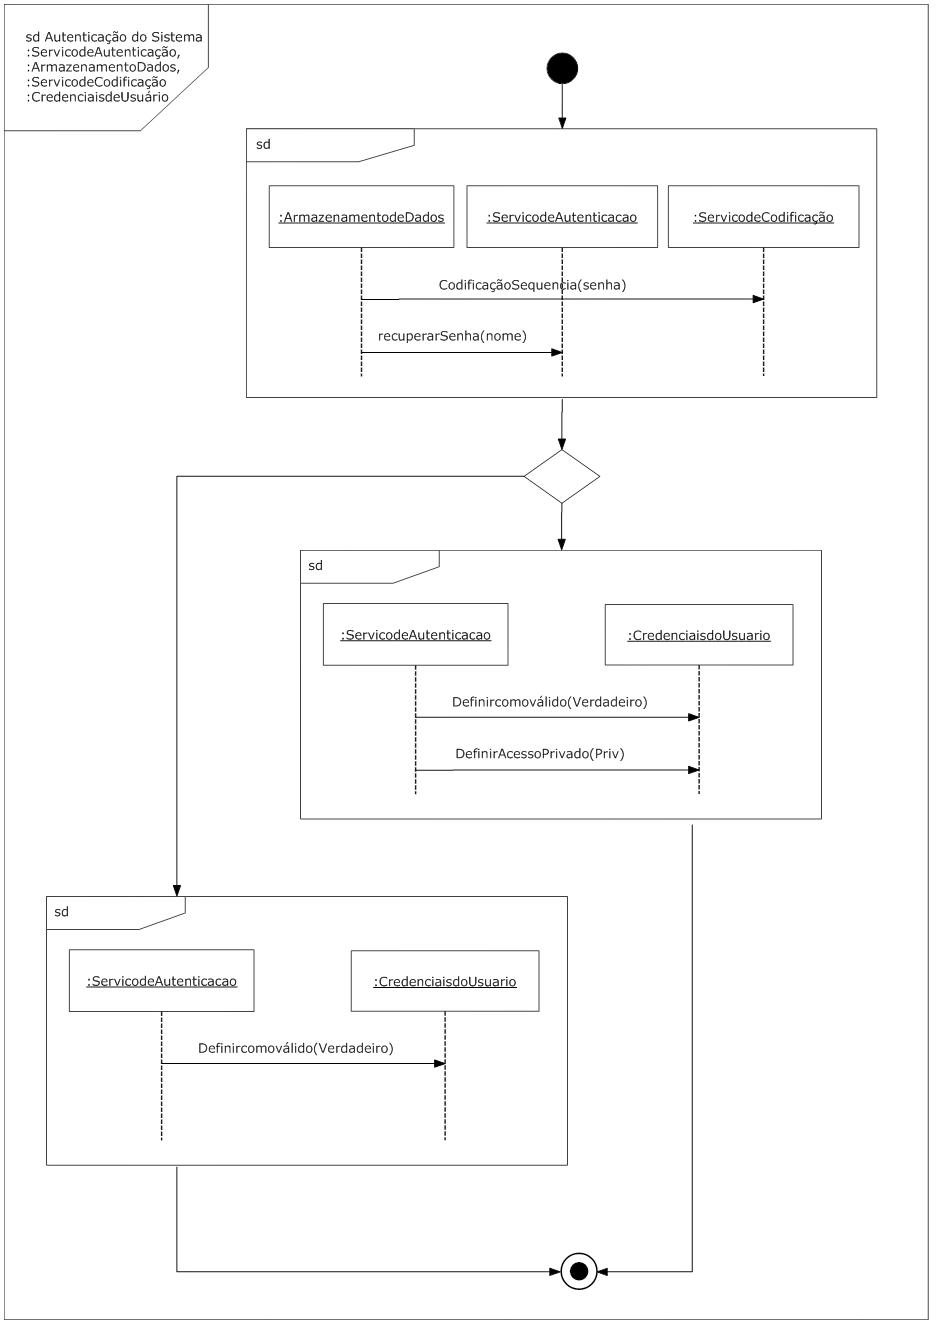 sd Autenticação do Sistema
:ServicodeAutenticação,
:ArmazenamentoDados,
:ServicodeCodificação
:CredenciaisdeUsuário
sd
:ArmazenamentodeDados
:ServicodeAutenticacao
:ServicodeCodificação
CodificaçãoSequencia(senha)
recuperarSenha(nome)
sd
:ServicodeAutenticacao
:CredenciaisdoUsuario
Definircomoválido(Verdadeiro)
DefinirAcessoPrivado(Priv)
sd
:ServicodeAutenticacao
:CredenciaisdoUsuario
Definircomoválido(Verdadeiro)